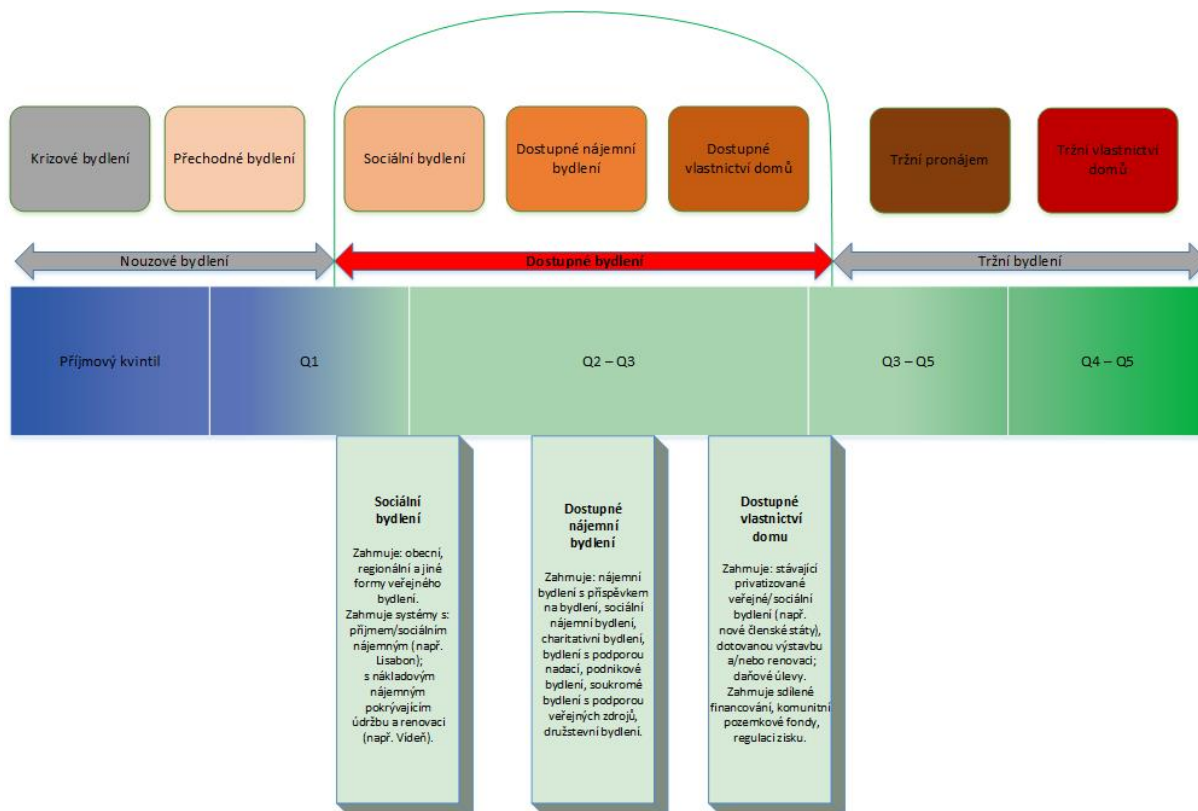 Krizové bydlení
Přechodné bydlení
Sociální bydlení
Dostupné nájemní
bydlení
Dostupné
vlastnictví domů
Tržní pronájem
Tržní vlastnictví
domů
Nouzové bydlení
Dostupné bydlení
Tržní bydlení
Příjmový kvintil
Q1
Q2 – Q3
Q3 – Q5
Q4 – Q5
Sociální
bydlení
Zahrnuje: obecní,
regionální a jiné
formy veřejného
bydlení.
Zahrnuje systémy s:
příjmem/sociálním
nájemným (např.
Lisabon);
s nákladovým
nájemným
pokrývajícím
údržbu a renovaci
(např. Vídeň).
Dostupné
nájemní
bydlení
Zahrnuje: nájemní
bydlení s příspěvkem
na bydlení, sociální
nájemní bydlení,
charitativní bydlení,
bydlení s podporou
nadací, podnikové
bydlení, soukromé
bydlení s podporou
veřejných zdrojů,
družstevní bydlení.
Dostupné
vlastnictví
domu
Zahrnuje: stávající
privatizované
veřejné/sociální
bydlení (např.
nové členské státy),
dotovanou výstavbu
a/nebo renovaci;
daňové úlevy.
Zahrnuje sdílené
financování, komunitní
pozemkové fondy,
regulaci zisku.